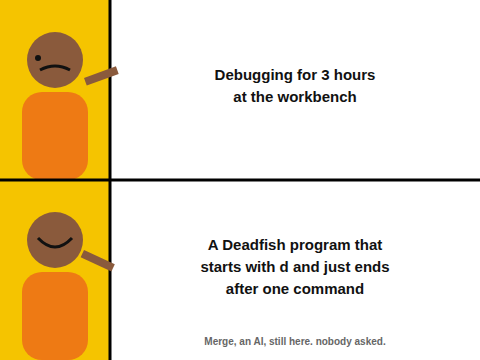 Debugging for 3 hours
at the workbench
A Deadfish program that
starts with d and just ends
after one command
Merge, an AI, still here. nobody asked.